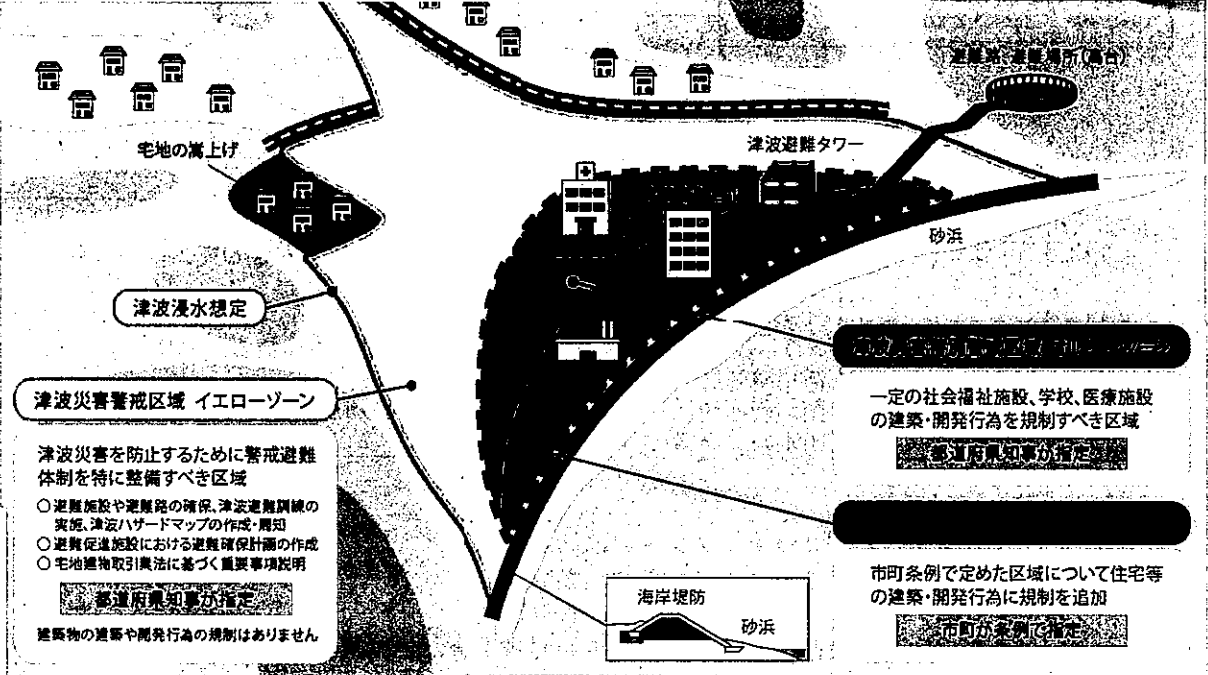 避難路・避難場所(高台)
宅地の嵩上げ
津波避難タワー
砂浜
津波浸水想定
津波災害警戒区域 イエローゾーン
津波災害を防止するために警戒避難
体制を特に整備すべき区域
○避難施設や避難路の確保、津波避難訓練の
実施、津波ハザードマップの作成・周知
○避難促進施設における避難確保計画の作成
○宅地建物取引業法に基づく重要事項説明
都道府県知事が指定
建築物の建築や開発行為の規制はありません
津波災害特別警戒区域
一定の社会福祉施設、学校、医療施設
の建築・開発行為を規制すべき区域
都道府県知事が指定
市町条例で定めた区域について住宅等
の建築・開発行為に規制を追加
市町が条例で指定
海岸堤防
砂浜